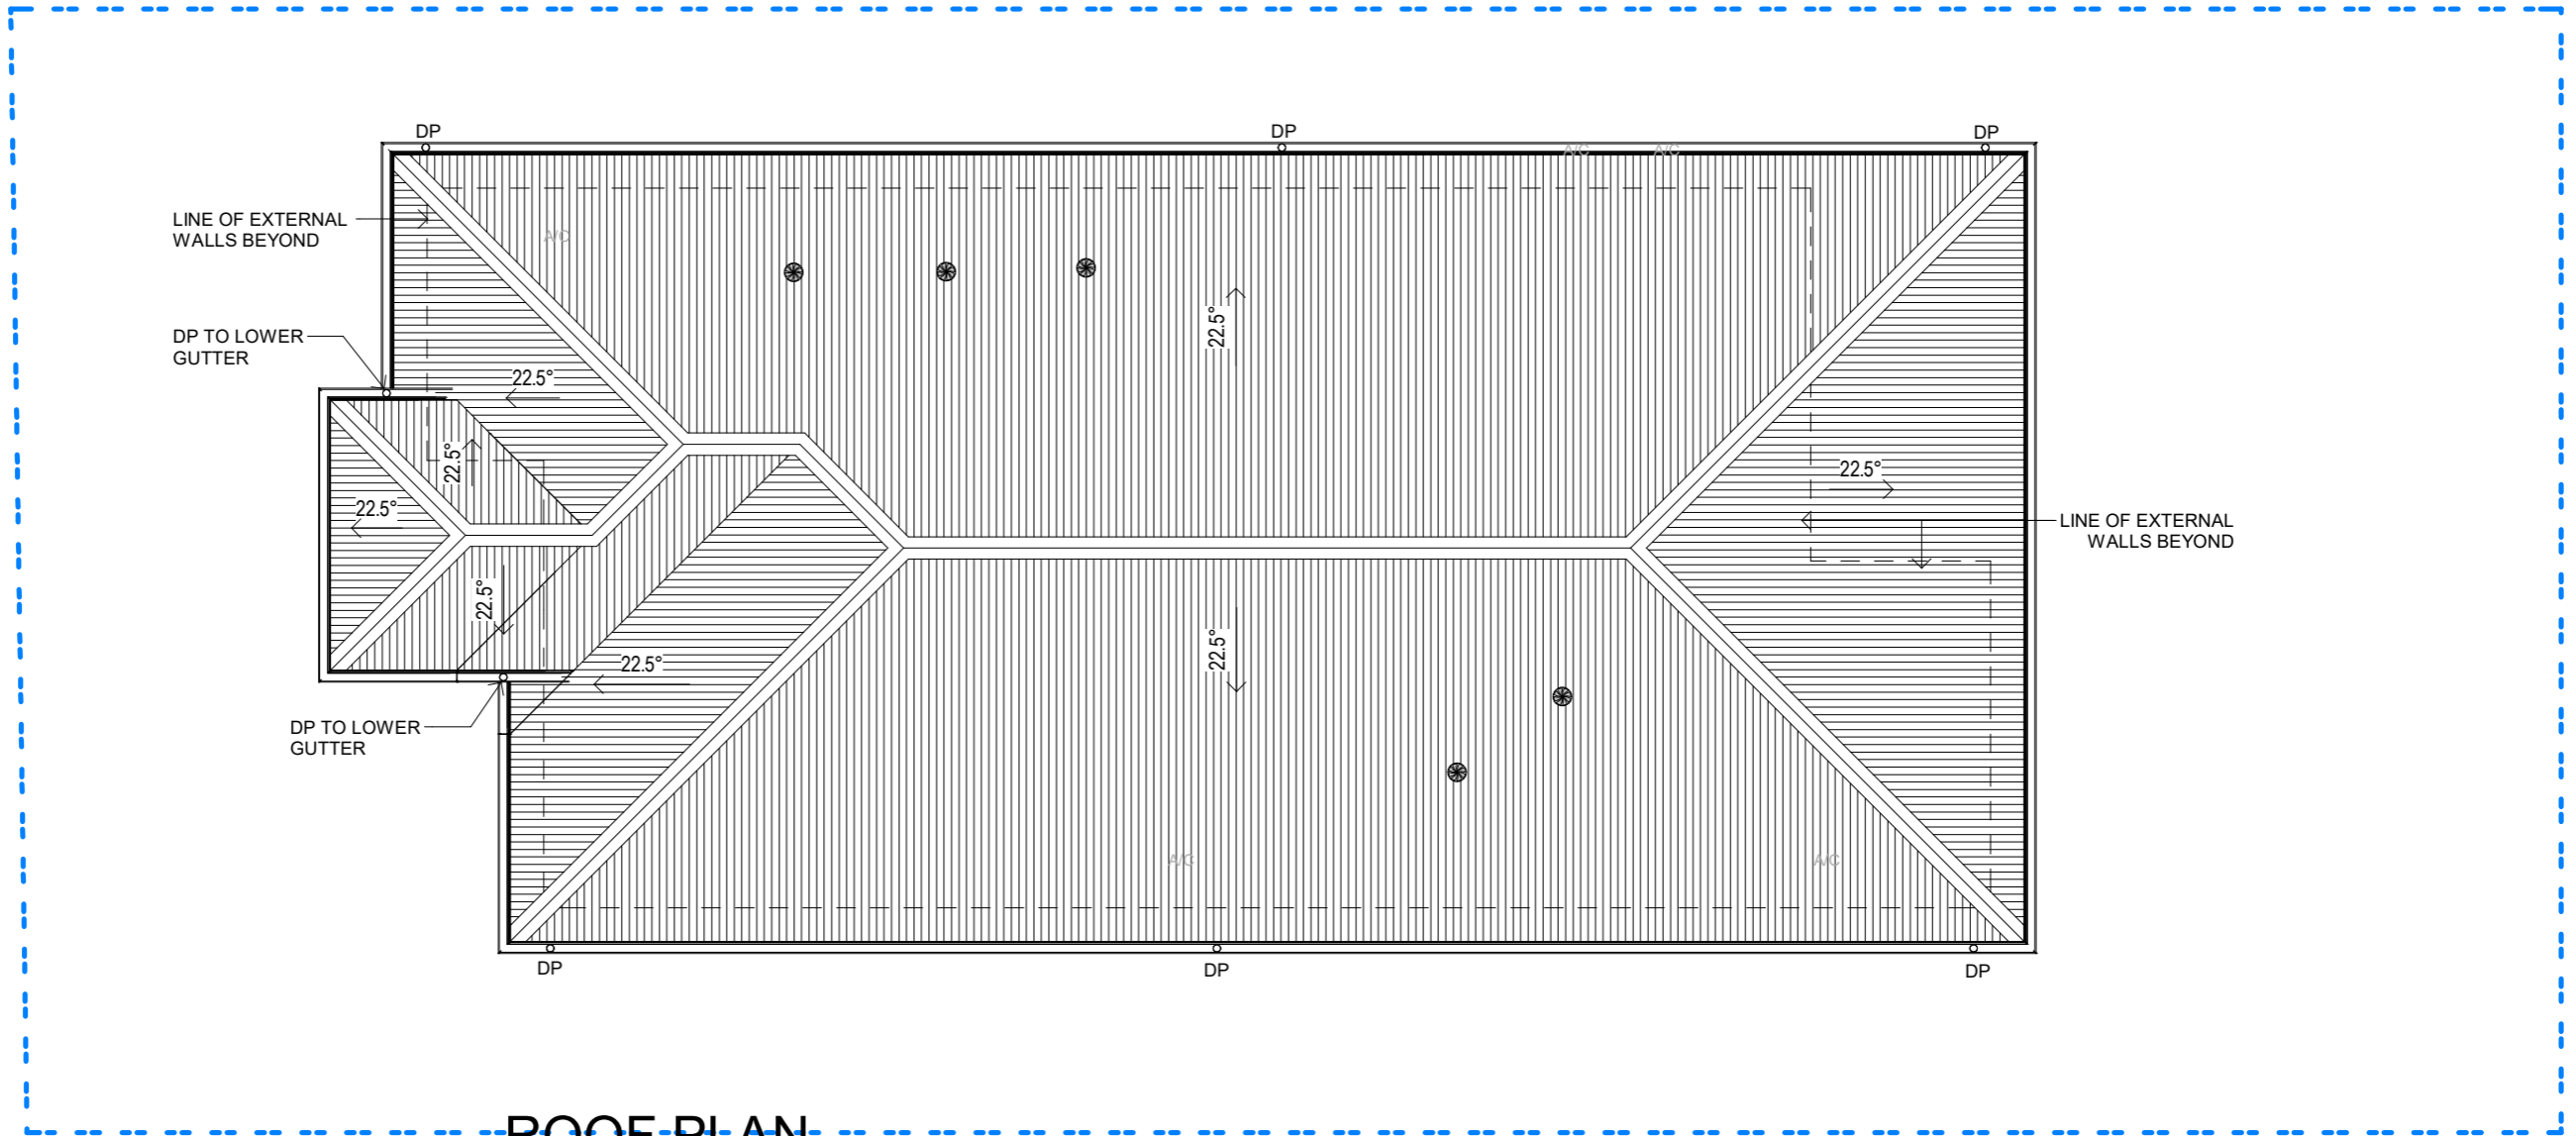 DP
DP
DP
A/C
A/C
LINE OF EXTERNAL
WALLS BEYOND
A/C
22.5°
DP TO LOWER
GUTTER
22.5°
22.5°
22.5°
22.5°
LINE OF EXTERNAL
WALLS BEYOND
22.5°
22.5°
22.5°
DP TO LOWER
GUTTER
A/C
A/C
DP
DP
DP
ROOF PLAN